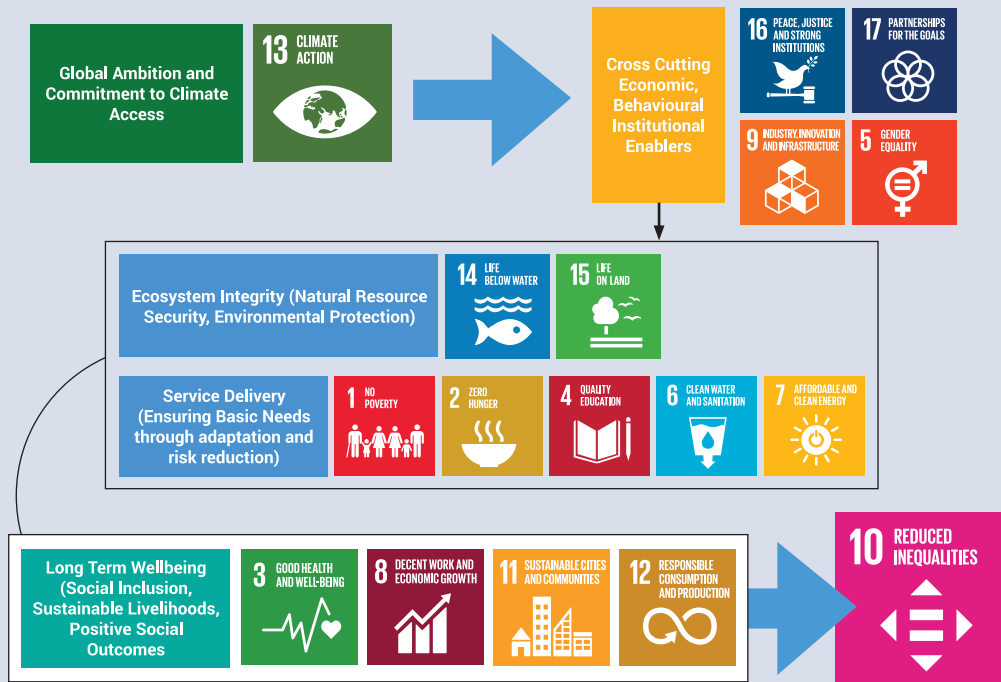 Global Ambition and
Commitment to Climate
Access
13 CLIMATE
ACTION
Cross Cutting
Economic,
Behavioural
Institutional
Enablers
16 PEACE, JUSTICE
AND STRONG
INSTITUTIONS
17 PARTNERSHIPS
FOR THE GOALS
9 INDUSTRY, INNOVATION
AND INFRASTRUCTURE
5 GENDER
EQUALITY
Ecosystem Integrity (Natural Resource
Security, Environmental Protection)
14 LIFE
BELOW WATER
15 LIFE
ON LAND
Service Delivery
(Ensuring Basic Needs
through adaptation and
risk reduction)
1 NO
POVERTY
2 ZERO
HUNGER
4 QUALITY
EDUCATION
6 CLEAN WATER
AND SANITATION
7 AFFORDABLE AND
CLEAN ENERGY
Long Term Wellbeing
(Social Inclusion,
Sustainable Livelihoods,
Positive Social
Outcomes
3 GOOD HEALTH
AND WELL-BEING
8 DECENT WORK AND
ECONOMIC GROWTH
11 SUSTAINABLE CITIES
AND COMMUNITIES
12 RESPONSIBLE
CONSUMPTION
AND PRODUCTION
10 REDUCED
INEQUALITIES